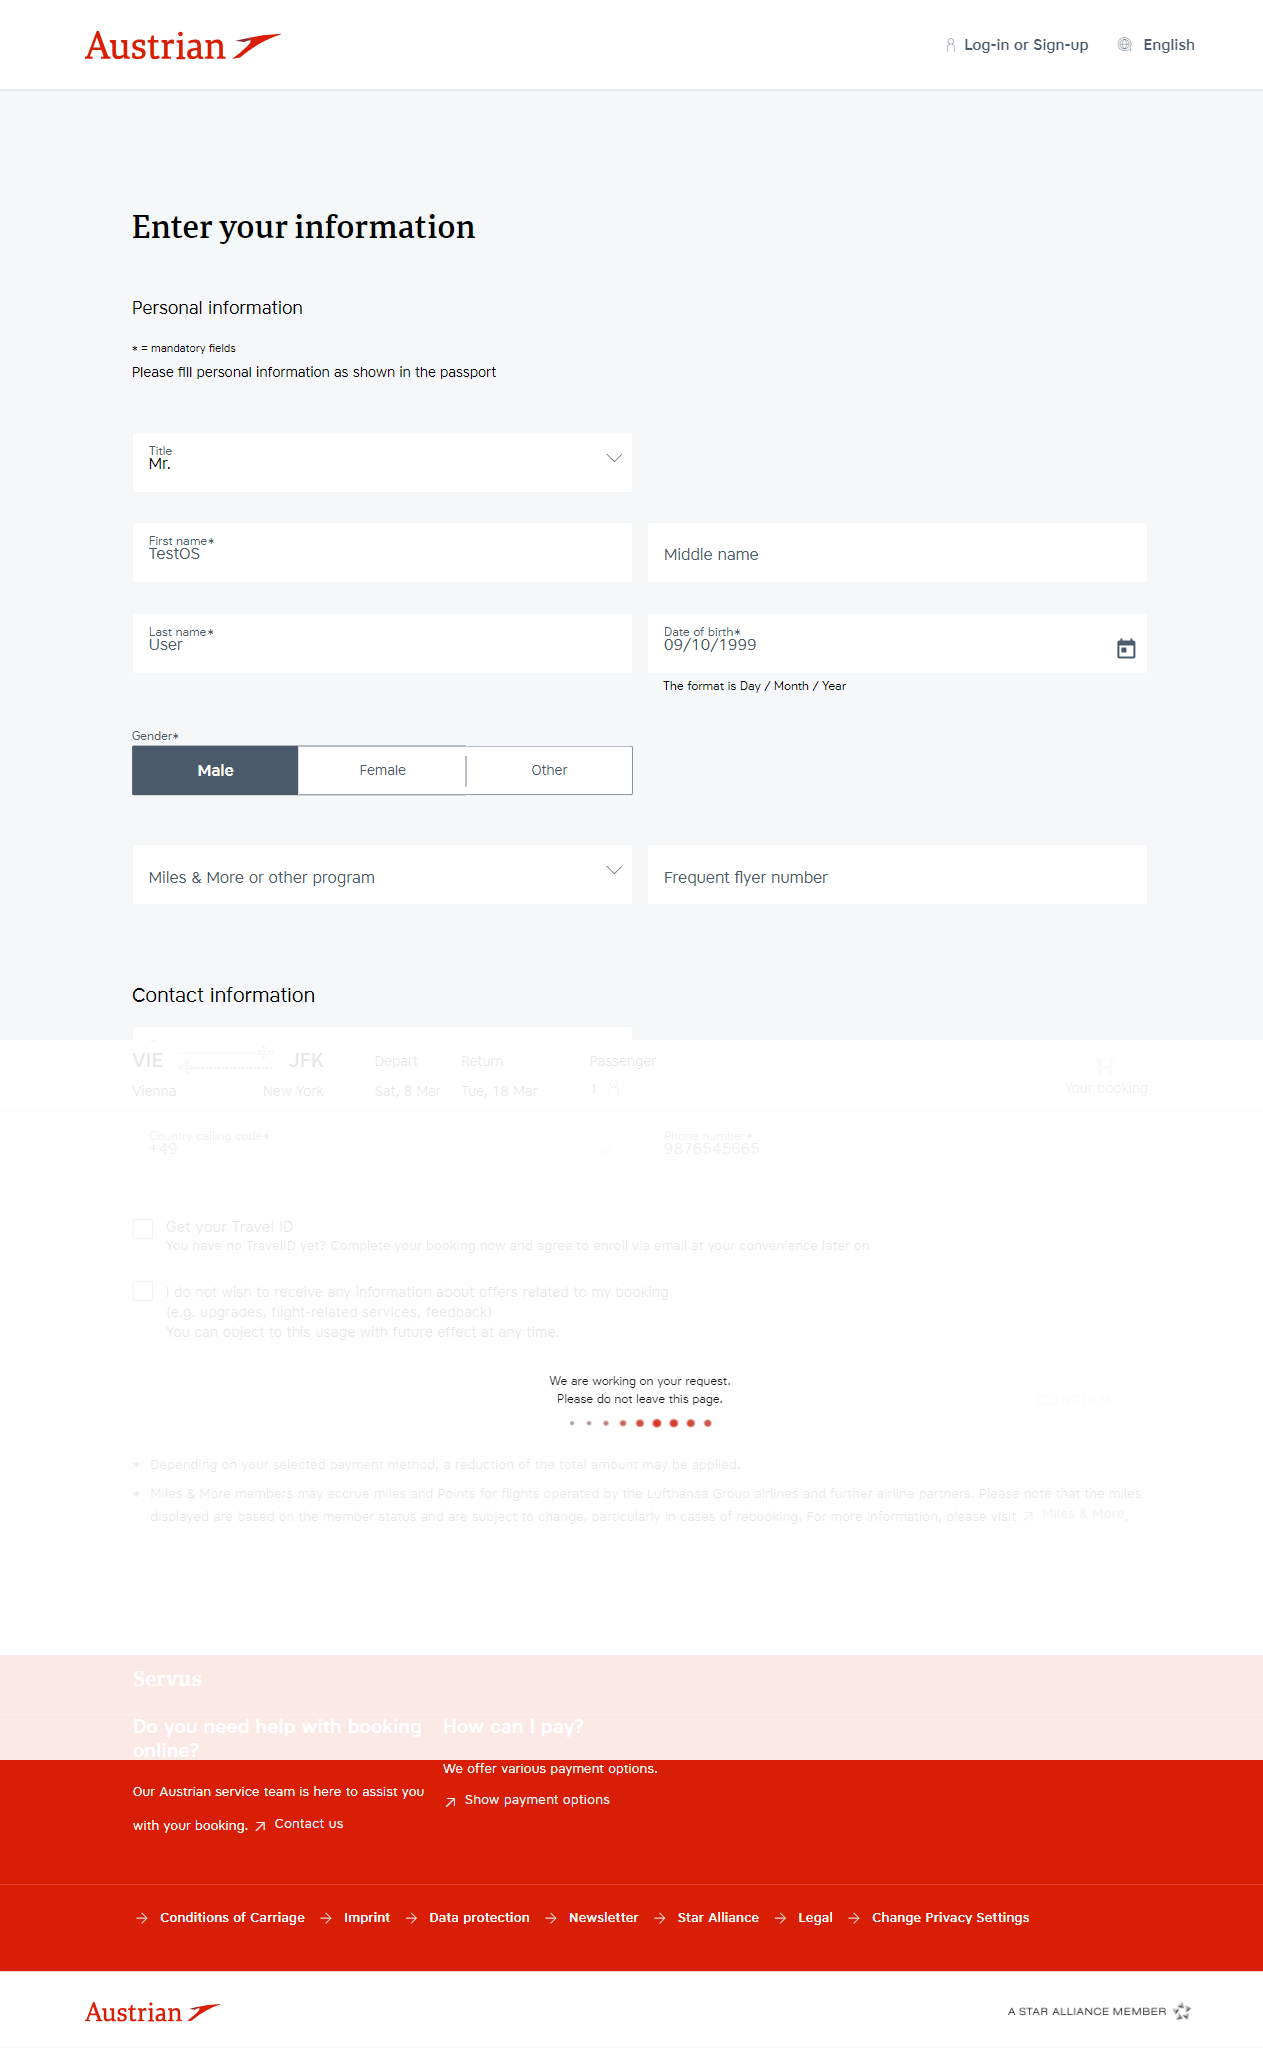 Austrian
Log-in or Sign-up
English
Enter your information
Personal information
* = mandatory fields
Please fill personal information as shown in the passport
Title
Mr.
First name*
TestOS
Middle name
Last name*
User
Date of birth*
09/10/1999
The format is Day / Month / Year
Gender*
Male
Female
Other
Miles & More or other program
Frequent flyer number
Contact information
VIE
JFK
Depart
Return
Passenger
Vienna
New York
Sat, 8 Mar
Tue, 18 Mar
1
Your booking
Country calling code*
+49
Phone number*
9876545665
Get your Travel ID
You have no TravelID yet? Complete your booking now and agree to enroll via email at your convenience later on
I do not wish to receive any information about offers related to my booking
(e.g. upgrades, flight-related services, feedback)
You can object to this usage with future effect at any time.
We are working on your request.
Please do not leave this page.
• Depending on your selected payment method, a reduction of the total amount may be applied.
• Miles & More members may accrue miles and Points for flights operated by the Lufthansa Group airlines and further airline partners. Please note that the miles
displayed are based on the member status and are subject to change, particularly in cases of rebooking. For more information, please visit Miles & More.
Servus
Do you need help with booking
online?
Our Austrian service team is here to assist you
with your booking. Contact us
How can I pay?
We offer various payment options.
Show payment options
Conditions of Carriage
Imprint
Data protection
Newsletter
Star Alliance
Legal
Change Privacy Settings
Austrian
A STAR ALLIANCE MEMBER